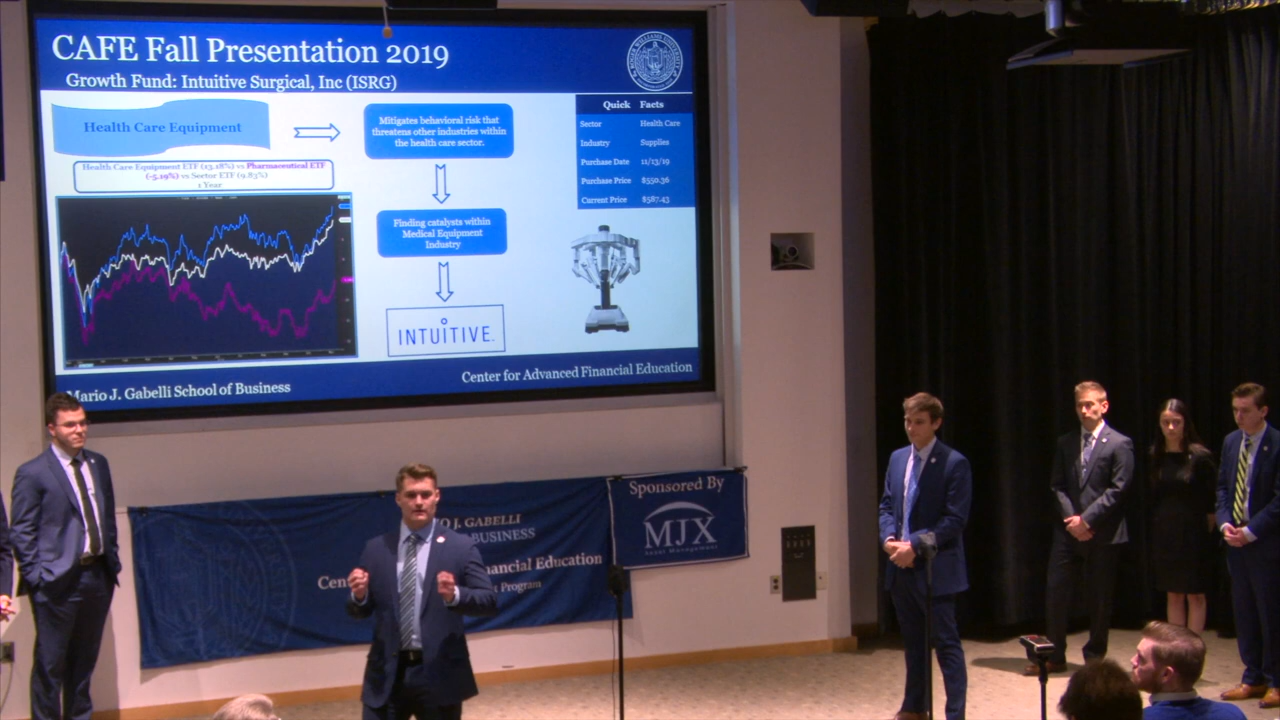 CAFE Fall Presentation 2019
Growth Fund: Intuitive Surgical, Inc (ISRG)
Health Care Equipment
Health Care Equipment ETF (13.18%) vs Pharmaceutical ETF
(-5.19%) vs Sector ETF (9.83%)
1 Year
Mitigates behavioral risk that
threatens other industries within
the health care sector.
Finding catalysts within
Medical Equipment
Industry
INTUITIVE
Quick Facts
Sector Health Care
Industry Supplies
Purchase Date 11/13/19
Purchase Price $550.36
Current Price $587.43
Mario J. Gabelli School of Business
Center for Advanced Financial Education
J. GABELLI
BUSINESS
Financial Education
Program
Sponsored By
MJX
Asset Management